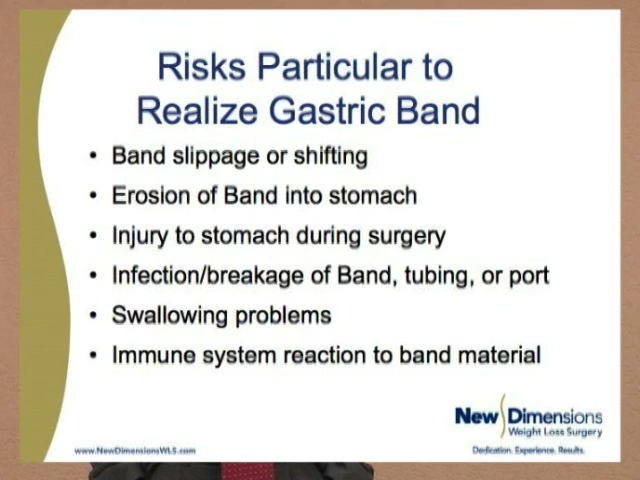 Risks Particular to
Realize Gastric Band
• Band slippage or shifting
• Erosion of Band into stomach
• Injury to stomach during surgery
• Infection/breakage of Band, tubing, or port
• Swallowing problems
• Immune system reaction to band material
New Dimensions
Weight Loss Surgery
www.NewDimensionsWLS.com
Dedication. Experience. Results.